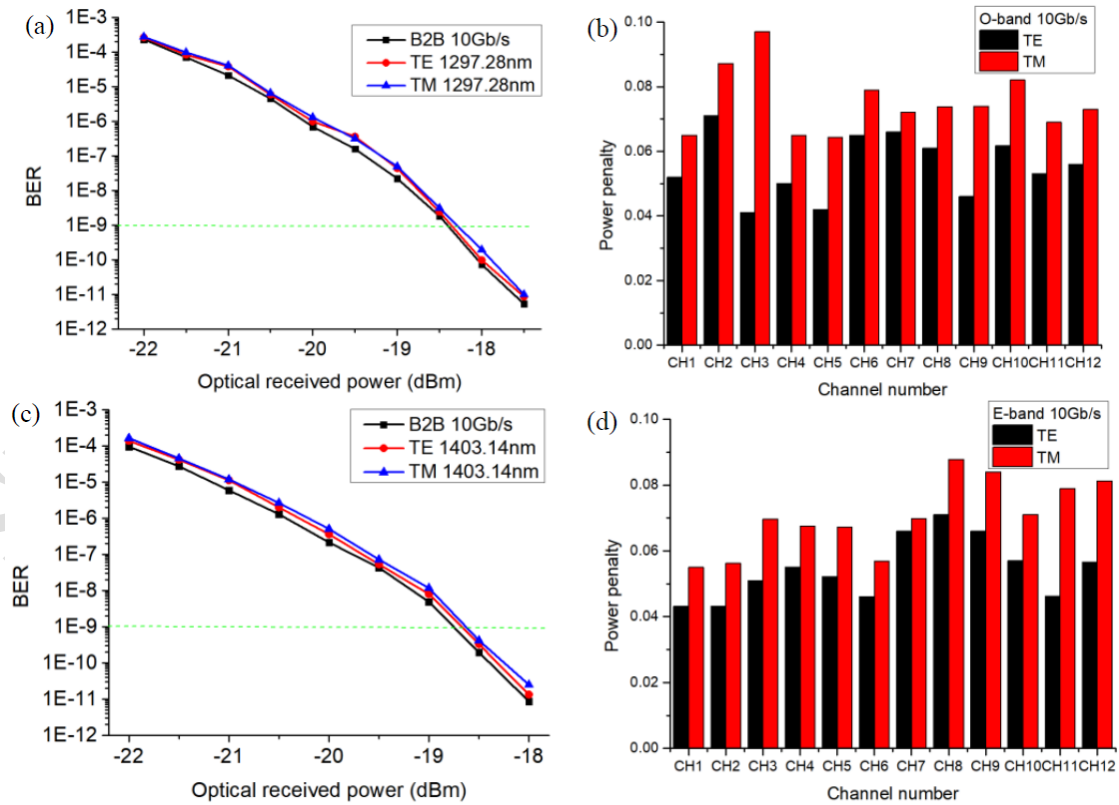 (a)
1E-3
1E-4
1E-5
1E-6
1E-7
1E-8
1E-9
1E-10
1E-11
1E-12
BER
B2B 10Gb/s
TE 1297.28nm
TM 1297.28nm
-22 -21 -20 -19 -18
Optical received power (dBm)
(b)
0.10
0.08
0.06
0.04
0.02
0.00
Power penalty
O-band 10Gb/s
TE
TM
CH1 CH2 CH3 CH4 CH5 CH6 CH7 CH8 CH9 CH10 CH11 CH12
Channel number
(c)
1E-3
1E-4
1E-5
1E-6
1E-7
1E-8
1E-9
1E-10
1E-11
1E-12
BER
B2B 10Gb/s
TE 1403.14nm
TM 1403.14nm
-22 -21 -20 -19 -18
Optical received power (dBm)
(d)
0.10
0.08
0.06
0.04
0.02
0.00
Power penalty
E-band 10Gb/s
TE
TM
CH1 CH2 CH3 CH4 CH5 CH6 CH7 CH8 CH9 CH10 CH11 CH12
Channel number